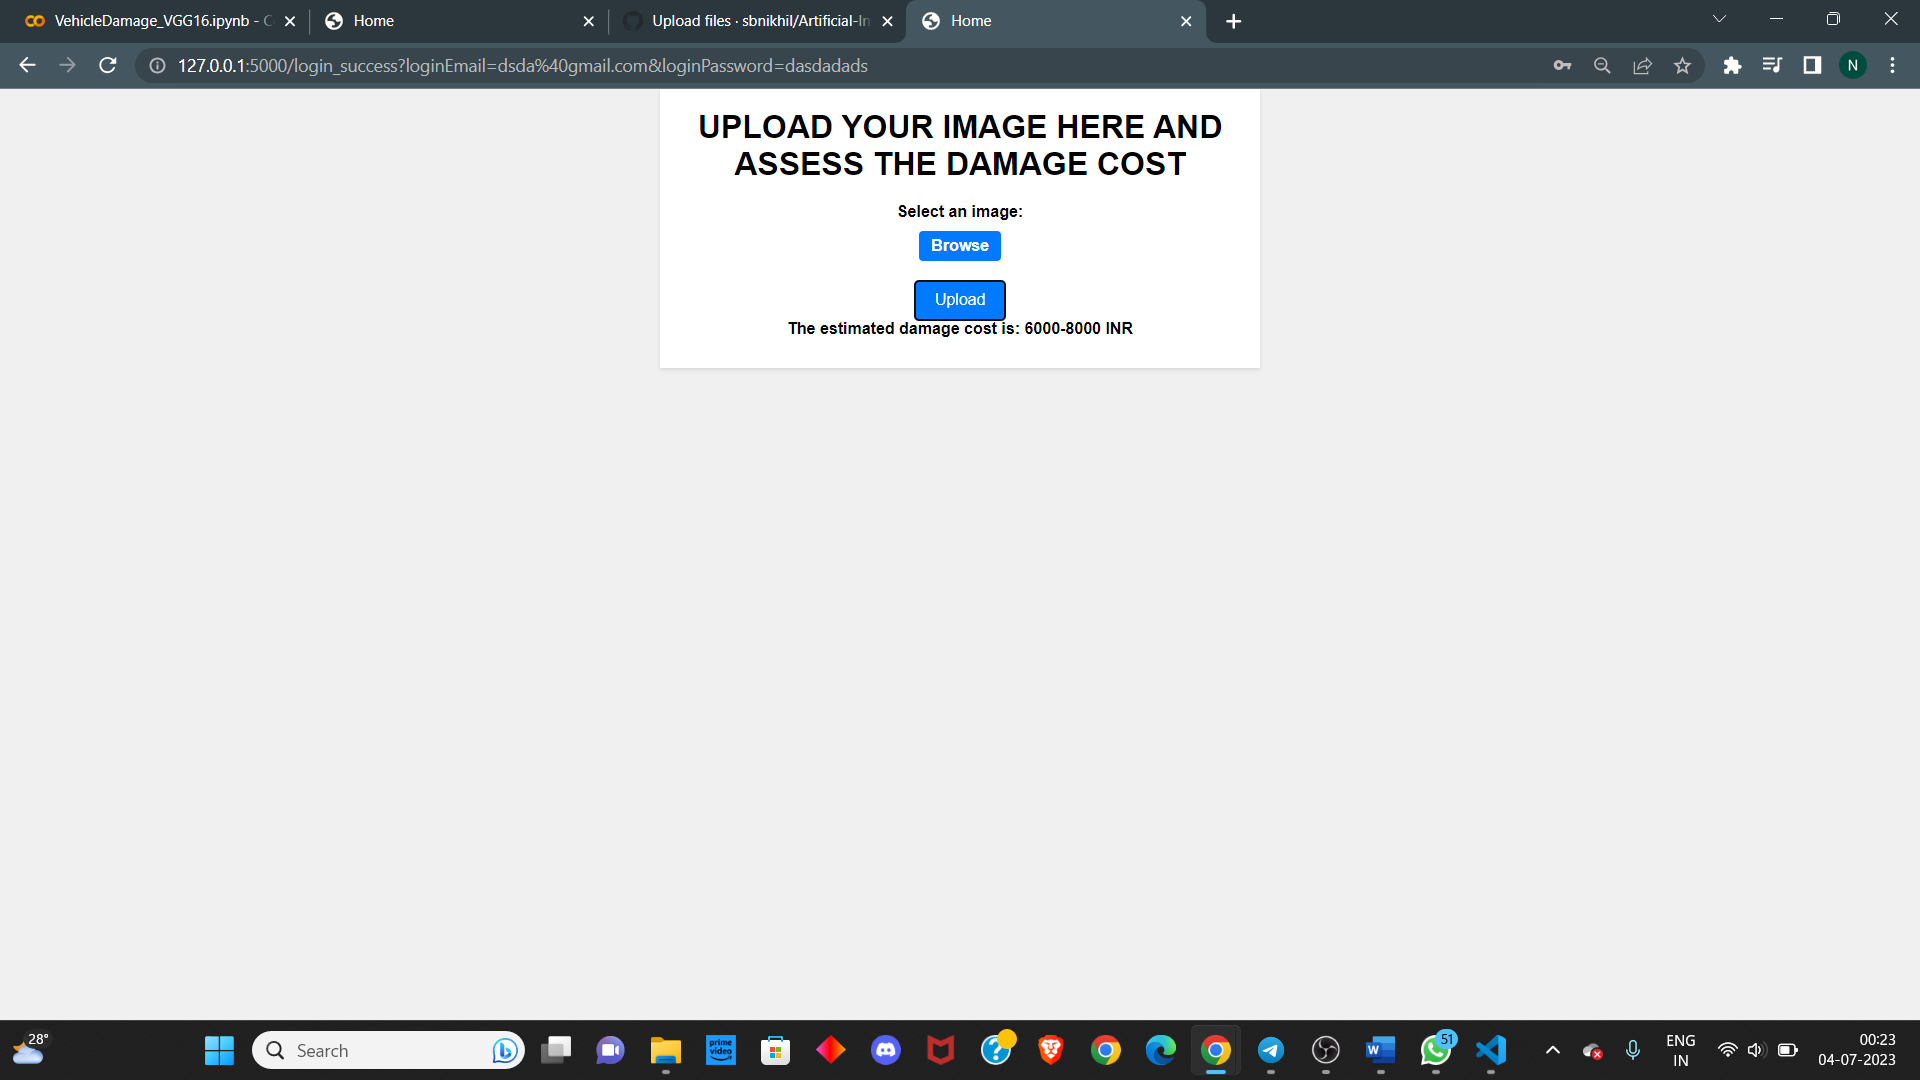 VehicleDamage_VGG16.ipynb - C
Home
Upload files · sbnikhil/Artificial-In
Home
127.0.0.1:5000/login_success?loginEmail=dsda%40gmail.com&loginPassword=dasdadads
N
UPLOAD YOUR IMAGE HERE AND
ASSESS THE DAMAGE COST
Select an image:
Browse
Upload
The estimated damage cost is: 6000-8000 INR
28°
Search
prime
video
W
51
ENG
IN
00:23
04-07-2023